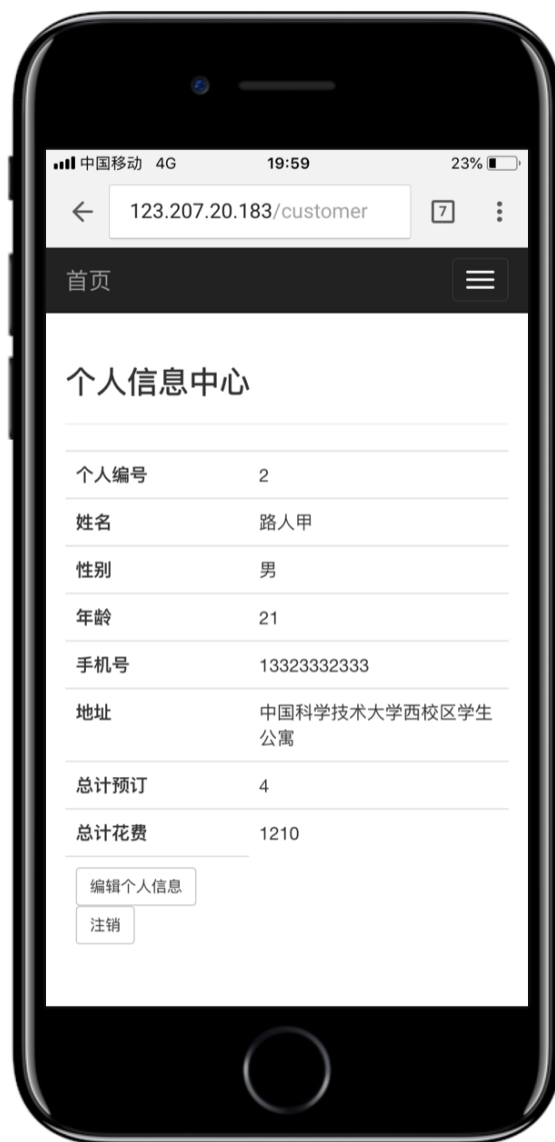 中国移动 4G 19:59 23%
123.207.20.183/customer 7
首页
个人信息中心
个人编号 2
姓名 路人甲
性别 男
年龄 21
手机号 13323332333
地址 中国科学技术大学西校区学生
公寓
总计预订 4
总计花费 1210
编辑个人信息
注销